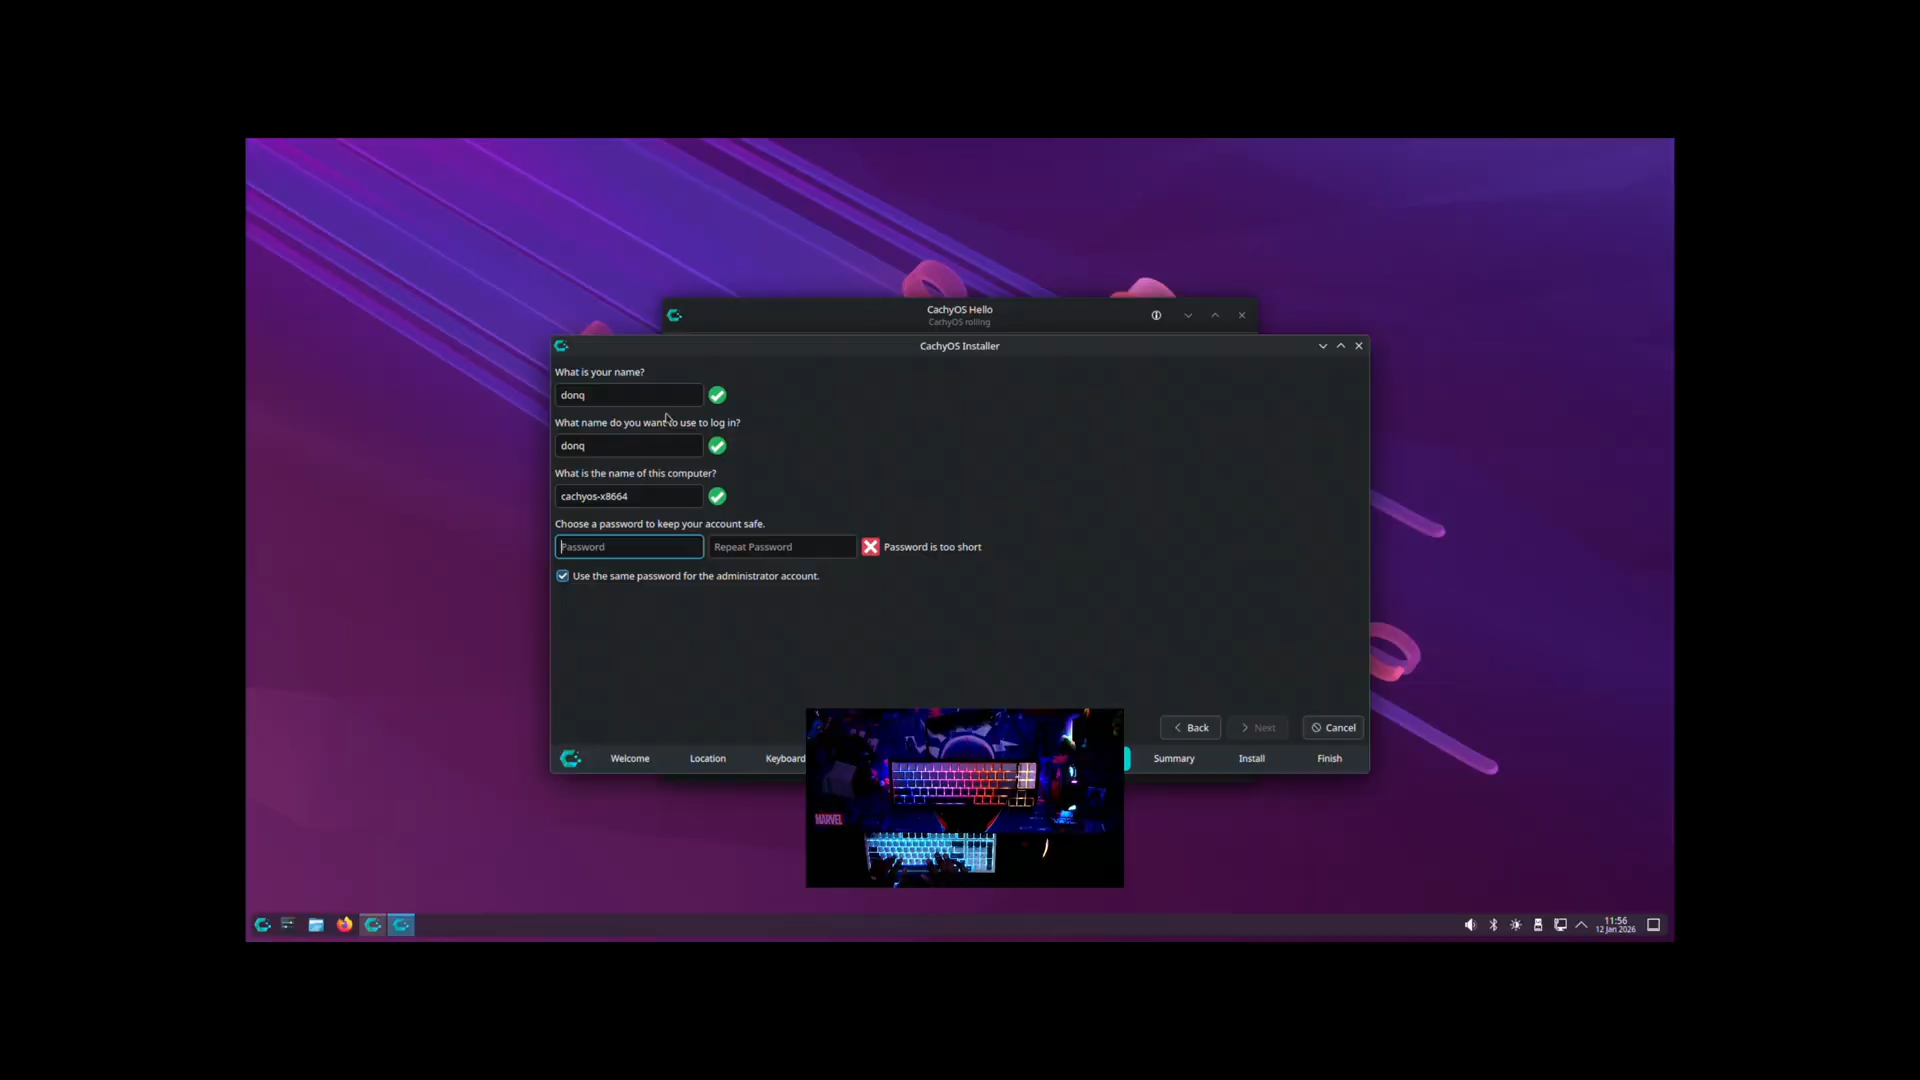 CachyOS Hello
CachyOS rolling
CachyOS Installer
What is your name?
donq
What name do you want to use to log in?
donq
What is the name of this computer?
cachyos-x8664
Choose a password to keep your account safe.
Password
Repeat Password
Password is too short
Use the same password for the administrator account.
Back
Next
Cancel
Welcome
Location
Keyboard
Summary
Install
Finish
MARVEL
11:56
12 Jan 2026